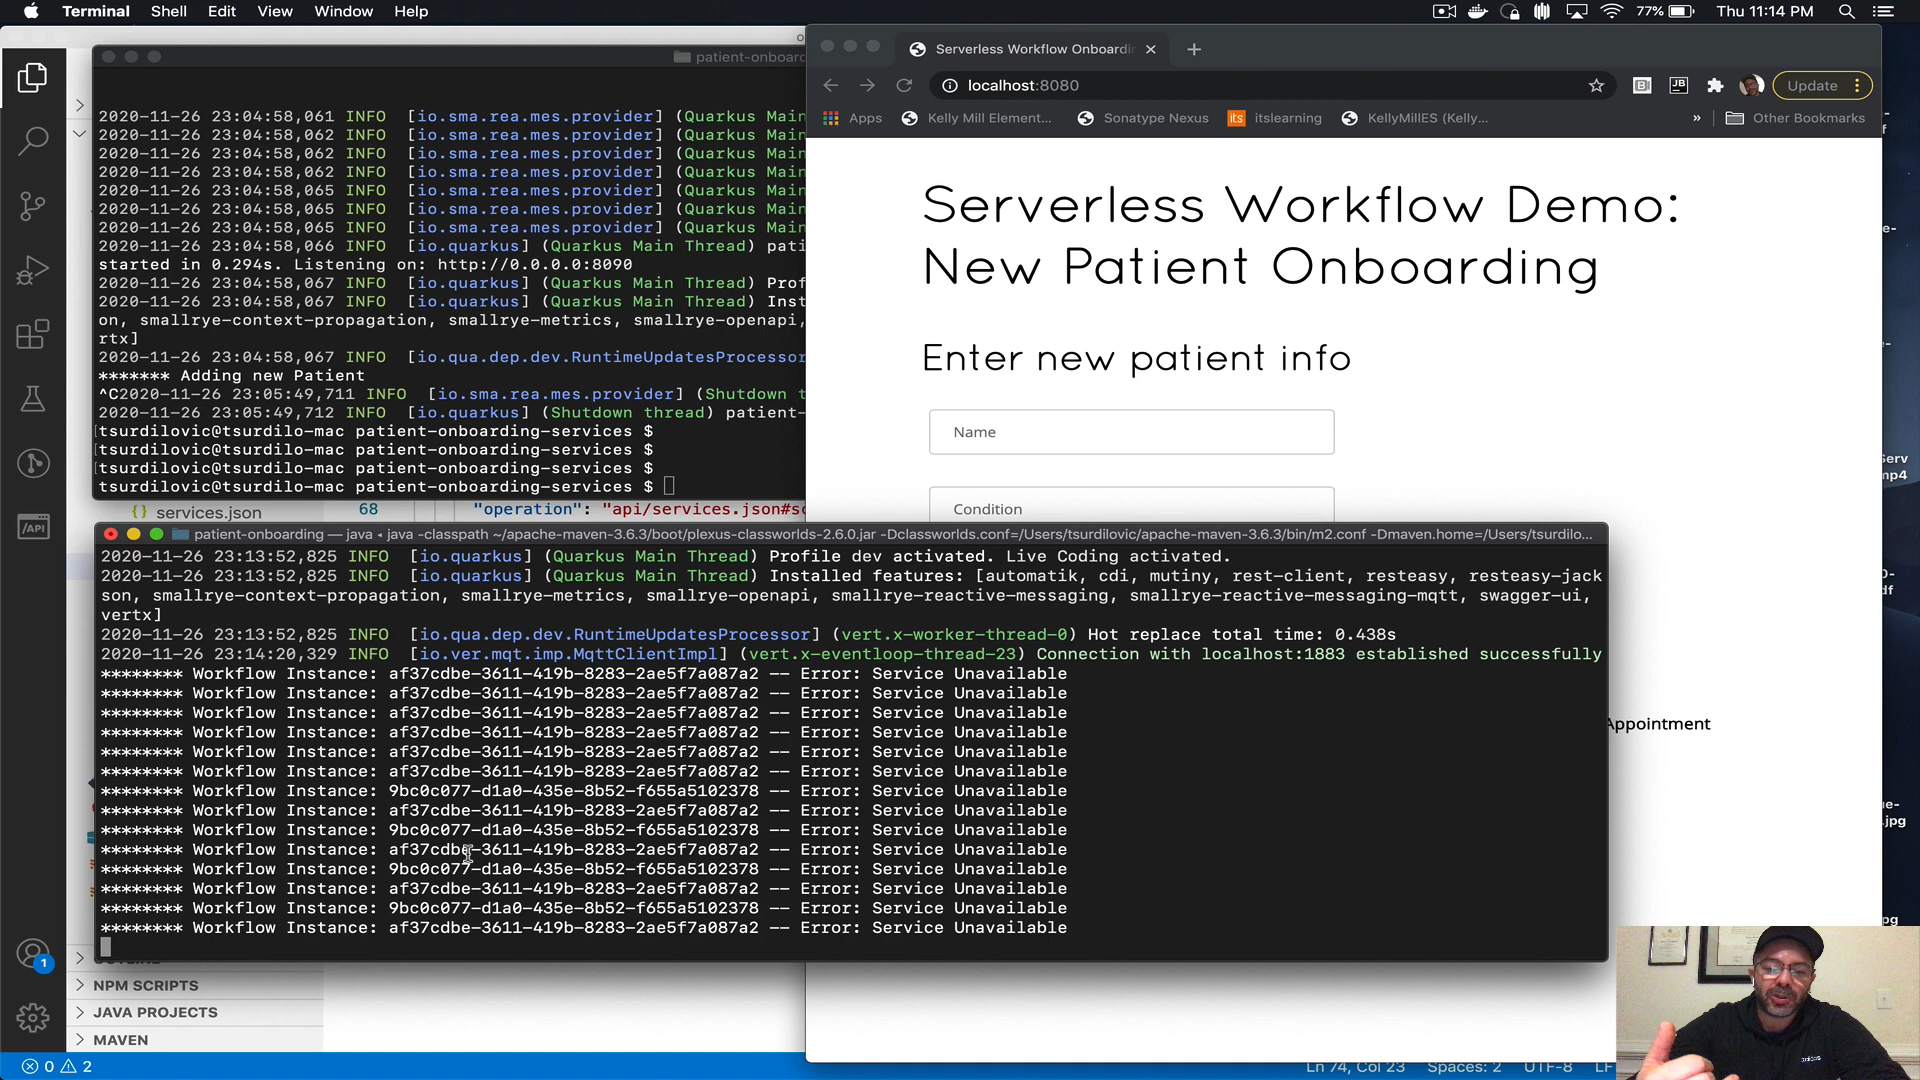 Terminal Shell Edit View Window Help
77% Thu 11:14 PM
patient-onboard
2020-11-26 23:04:58,061 INFO [io.sma.rea.mes.provider] (Quarkus Main
2020-11-26 23:04:58,062 INFO [io.sma.rea.mes.provider] (Quarkus Main
2020-11-26 23:04:58,062 INFO [io.sma.rea.mes.provider] (Quarkus Main
2020-11-26 23:04:58,062 INFO [io.sma.rea.mes.provider] (Quarkus Main
2020-11-26 23:04:58,065 INFO [io.sma.rea.mes.provider] (Quarkus Main
2020-11-26 23:04:58,065 INFO [io.sma.rea.mes.provider] (Quarkus Main
2020-11-26 23:04:58,065 INFO [io.sma.rea.mes.provider] (Quarkus Main
2020-11-26 23:04:58,066 INFO [io.quarkus] (Quarkus Main Thread) pati
started in 0.294s. Listening on: http://0.0.0.0:8090
2020-11-26 23:04:58,067 INFO [io.quarkus] (Quarkus Main Thread) Prof
2020-11-26 23:04:58,067 INFO [io.quarkus] (Quarkus Main Thread) Inst
on, smallrye-context-propagation, smallrye-metrics, smallrye-openapi,
rtx]
2020-11-26 23:04:58,067 INFO [io.qua.dep.dev.RuntimeUpdatesProcessor
******* Adding new Patient
^C2020-11-26 23:05:49,711 INFO [io.sma.rea.mes.provider] (Shutdown t
2020-11-26 23:05:49,712 INFO [io.quarkus] (Shutdown thread) patient-
[tsurdilovic@tsurdilo-mac patient-onboarding-services $
[tsurdilovic@tsurdilo-mac patient-onboarding-services $
[tsurdilovic@tsurdilo-mac patient-onboarding-services $
tsurdilovic@tsurdilo-mac patient-onboarding-services $
{} services.json
68 "operation": "api/services.json#sc
Serverless Workflow Onboardin
localhost:8080
JB
Update
Apps Kelly Mill Element... Sonatype Nexus its itslearning KellyMillES (Kelly... » Other Bookmarks
Serverless Workflow Demo:
New Patient Onboarding
Enter new patient info
Name
Condition
Appointment
patient-onboarding — java ‹ java -classpath ~/apache-maven-3.6.3/boot/plexus-classworlds-2.6.0.jar -Dclassworlds.conf=/Users/tsurdilovic/apache-maven-3.6.3/bin/m2.conf -Dmaven.home=/Users/tsurdilo...
2020-11-26 23:13:52,825 INFO [io.quarkus] (Quarkus Main Thread) Profile dev activated. Live Coding activated.
2020-11-26 23:13:52,825 INFO [io.quarkus] (Quarkus Main Thread) Installed features: [automatik, cdi, mutiny, rest-client, resteasy, resteasy-jack
son, smallrye-context-propagation, smallrye-metrics, smallrye-openapi, smallrye-reactive-messaging, smallrye-reactive-messaging-mqtt, swagger-ui,
vertx]
2020-11-26 23:13:52,825 INFO [io.qua.dep.dev.RuntimeUpdatesProcessor] (vert.x-worker-thread-0) Hot replace total time: 0.438s
2020-11-26 23:14:20,329 INFO [io.ver.mqt.imp.MqttClientImpl] (vert.x-eventloop-thread-23) Connection with localhost:1883 established successfully
******** Workflow Instance: af37cdbe-3611-419b-8283-2ae5f7a087a2 -- Error: Service Unavailable
******** Workflow Instance: af37cdbe-3611-419b-8283-2ae5f7a087a2 -- Error: Service Unavailable
******** Workflow Instance: af37cdbe-3611-419b-8283-2ae5f7a087a2 -- Error: Service Unavailable
******** Workflow Instance: af37cdbe-3611-419b-8283-2ae5f7a087a2 -- Error: Service Unavailable
******** Workflow Instance: af37cdbe-3611-419b-8283-2ae5f7a087a2 -- Error: Service Unavailable
******** Workflow Instance: af37cdbe-3611-419b-8283-2ae5f7a087a2 -- Error: Service Unavailable
******** Workflow Instance: 9bc0c077-d1a0-435e-8b52-f655a5102378 -- Error: Service Unavailable
******** Workflow Instance: af37cdbe-3611-419b-8283-2ae5f7a087a2 -- Error: Service Unavailable
******** Workflow Instance: 9bc0c077-d1a0-435e-8b52-f655a5102378 -- Error: Service Unavailable
******** Workflow Instance: af37cdbe-3611-419b-8283-2ae5f7a087a2 -- Error: Service Unavailable
******** Workflow Instance: 9bc0c077-d1a0-435e-8b52-f655a5102378 -- Error: Service Unavailable
******** Workflow Instance: af37cdbe-3611-419b-8283-2ae5f7a087a2 -- Error: Service Unavailable
******** Workflow Instance: 9bc0c077-d1a0-435e-8b52-f655a5102378 -- Error: Service Unavailable
******** Workflow Instance: af37cdbe-3611-419b-8283-2ae5f7a087a2 -- Error: Service Unavailable
1
NPM SCRIPTS
JAVA PROJECTS
MAVEN
0 2
Ln 74, Col 23 Spaces: 2 UTF-8 LF
adidas